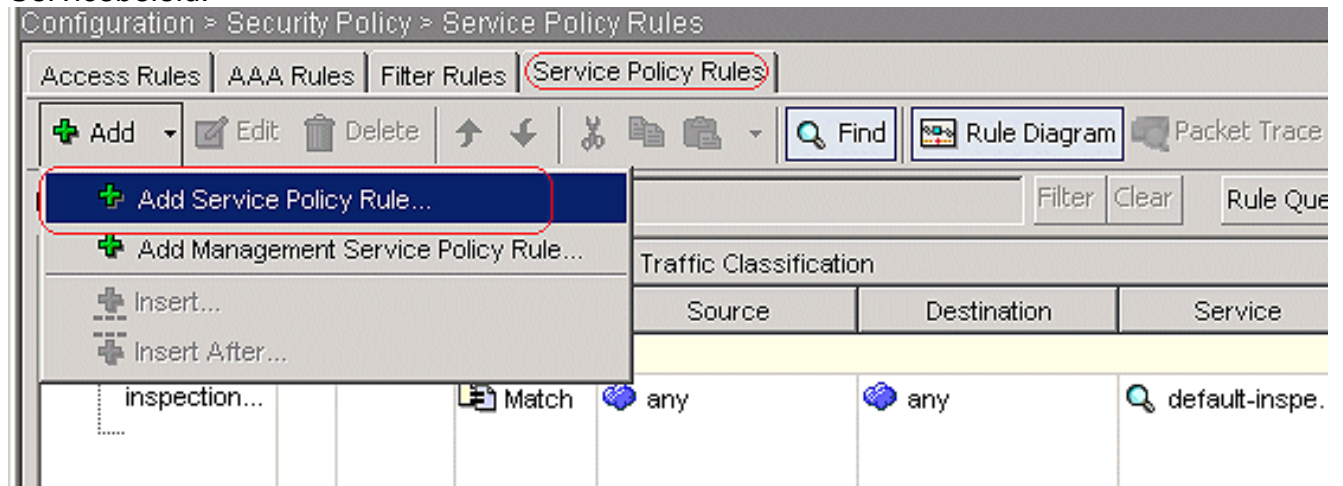 Servicebeleid.
Configuration > Security Policy > Service Policy Rules
Access Rules AAA Rules Filter Rules Service Policy Rules
Add Edit Delete Find Rule Diagram Packet Trace
Add Service Policy Rule... Filter Clear Rule Que
Add Management Service Policy Rule... Traffic Classification
Insert... Source Destination Service
Insert After...
inspection... Match any any default-inspe.